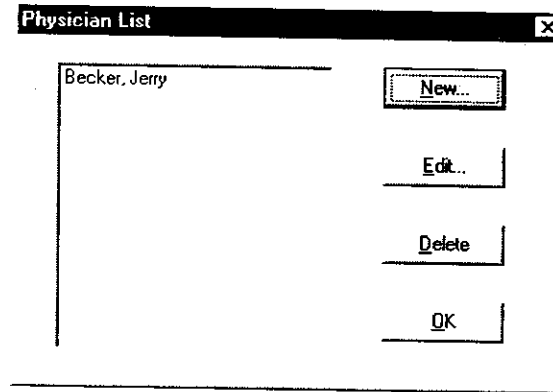 Physician List
Becker, Jerry
New...
Edit...
Delete
OK